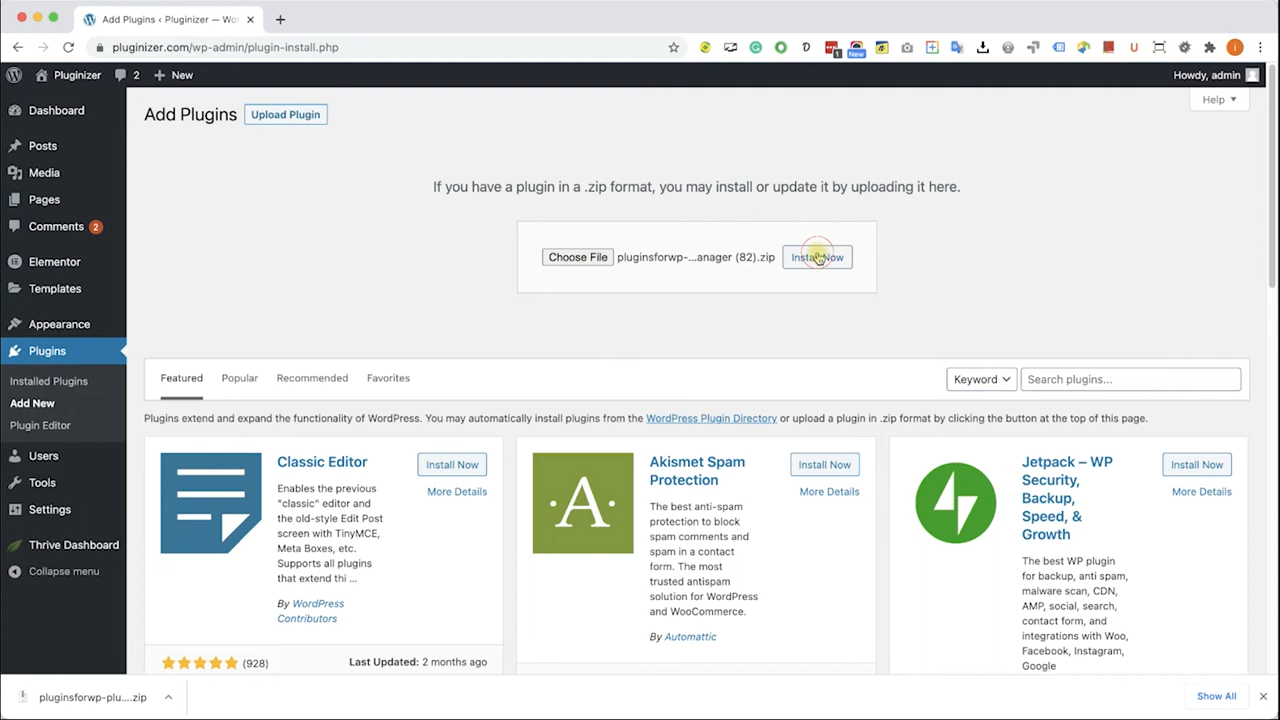 Add Plugins ‹ Pluginizer — Wo
pluginizer.com/wp-admin/plugin-install.php
1
New
i
Pluginizer
2
New
Howdy, admin
Dashboard
Posts
Media
Pages
Comments 2
Elementor
Templates
Appearance
Plugins
Installed Plugins
Add New
Plugin Editor
Users
Tools
Settings
Thrive Dashboard
Collapse menu
Add Plugins
Upload Plugin
Help
If you have a plugin in a .zip format, you may install or update it by uploading it here.
Choose File pluginsforwp-...anager (82).zip
Install Now
Featured Popular Recommended Favorites
Keyword
Search plugins...
Plugins extend and expand the functionality of WordPress. You may automatically install plugins from the WordPress Plugin Directory or upload a plugin in .zip format by clicking the button at the top of this page.
Classic Editor
Install Now
More Details
Enables the previous
"classic" editor and
the old-style Edit Post
screen with TinyMCE,
Meta Boxes, etc.
Supports all plugins
that extend thi ...
By WordPress
Contributors
(928)
Last Updated: 2 months ago
A
Akismet Spam
Protection
Install Now
More Details
The best anti-spam
protection to block
spam comments and
spam in a contact
form. The most
trusted antispam
solution for WordPress
and WooCommerce.
By Automattic
Jetpack – WP
Security,
Backup,
Speed, &
Growth
Install Now
More Details
The best WP plugin
for backup, anti spam,
malware scan, CDN,
AMP, social, search,
contact form, and
integrations with Woo,
Facebook, Instagram,
Google
pluginsforwp-plu....zip
Show All